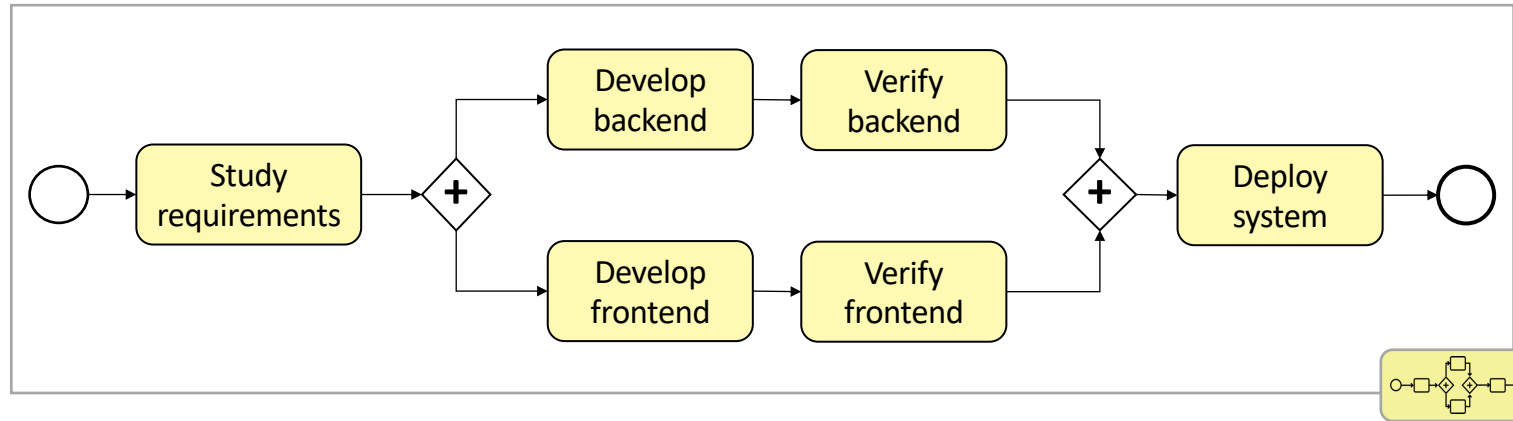 Study
requirements
Develop
backend
Verify
backend
Develop
frontend
Verify
frontend
Deploy
system